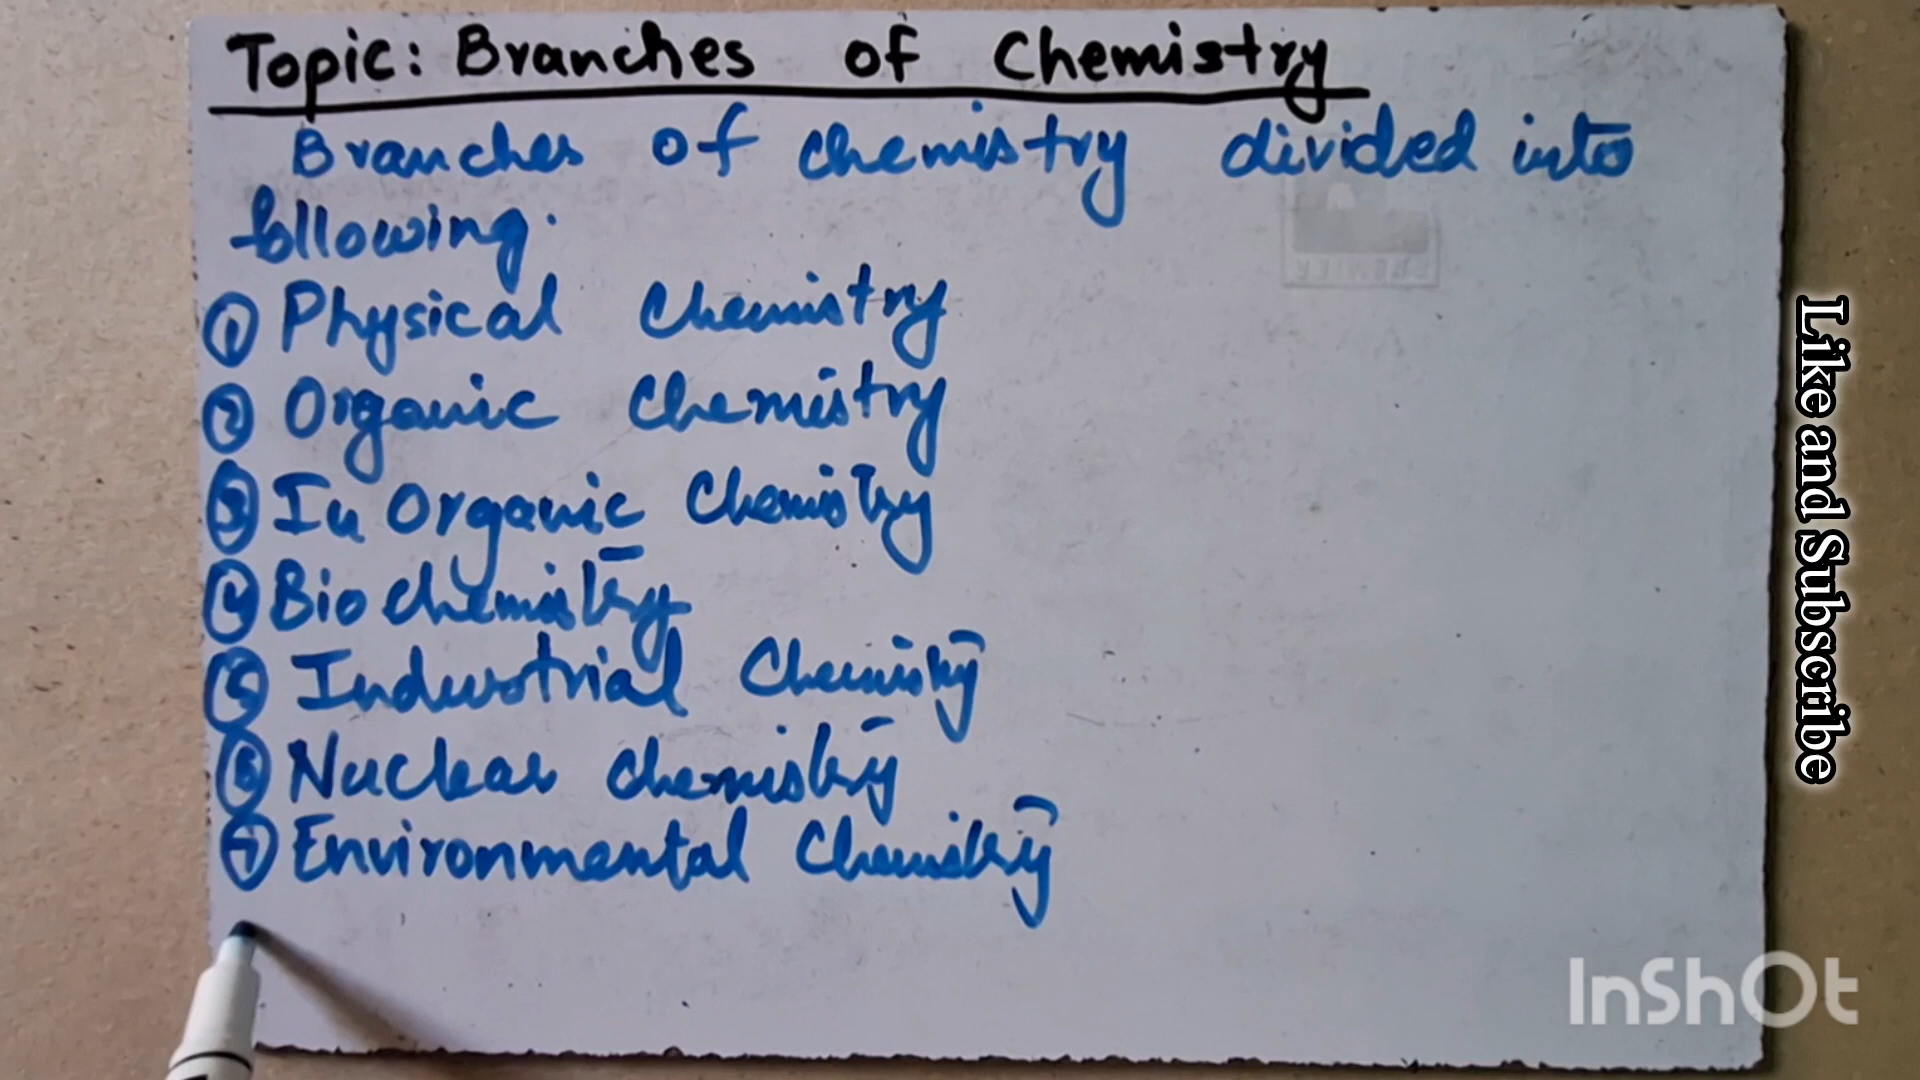 Topic: Branches of Chemistry
Branches of chemistry divided into
following.
① Physical Chemistry
② Organic Chemistry
③ In Organic Chemistry
④ Bio chemistry
⑤ Industrial Chemistry
⑥ Nuclear chemistry
⑦ Environmental Chemistry
Like and Subscribe
InShOt